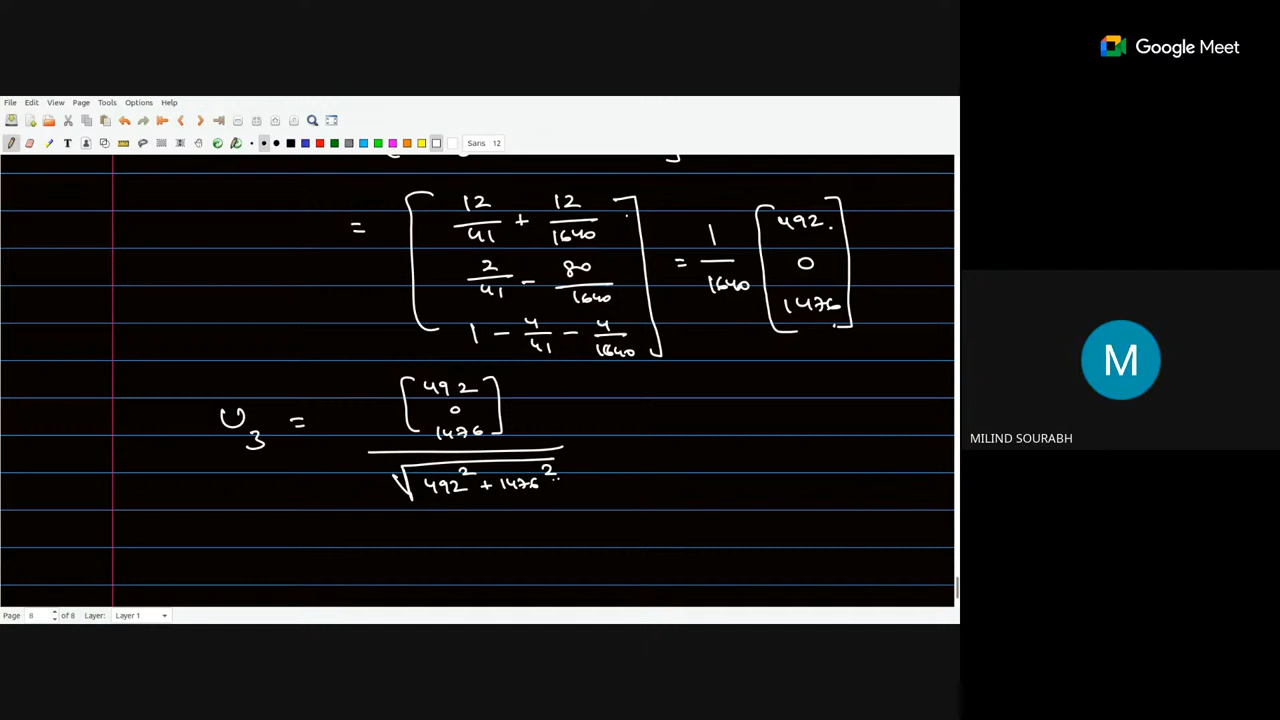 Google Meet
File Edit View Page Tools Options Help
Sans 12
= [ 12/41 + 12/1640
2/41 - 80/1640
1 - 4/41 - 4/1640 ] = 1/1640 [ 492
0
1476 ]
U3 = [ 492
0
1476 ]
√492² + 1476²
M
MILIND SOURABH
Page 8 of 8 Layer: Layer 1